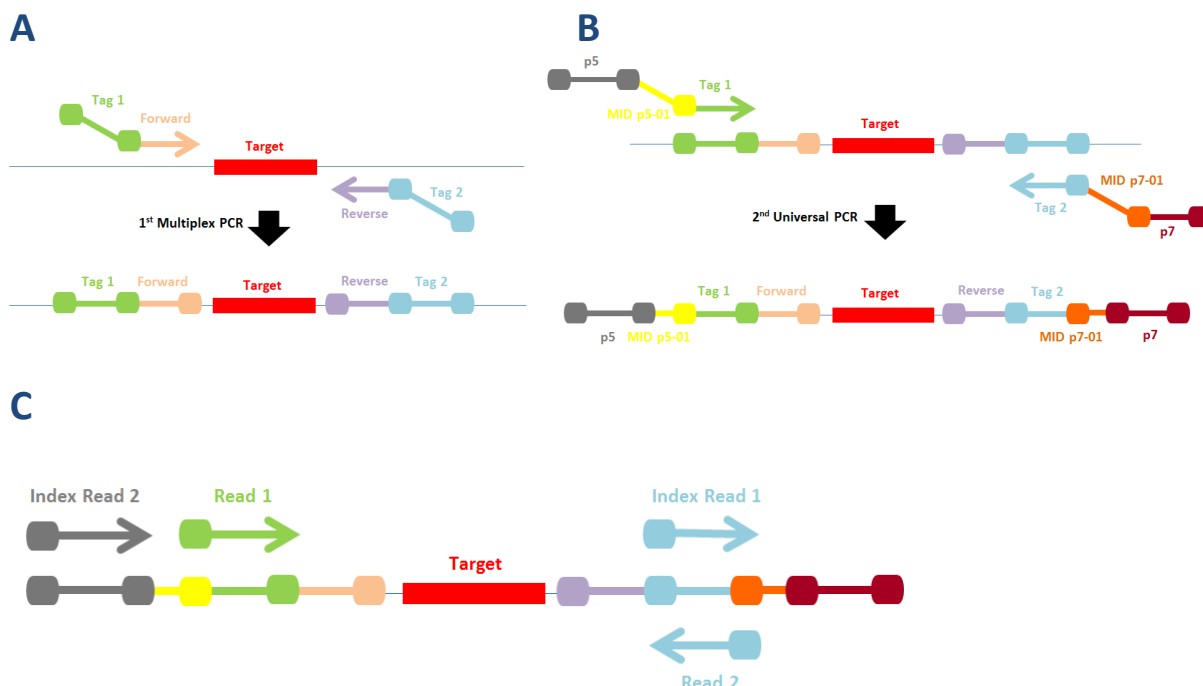 A
Tag 1
Forward
Target
Reverse
Tag 2
1st Multiplex PCR
Tag 1
Forward
Target
Reverse
Tag 2
B
p5
Tag 1
MID p5-01
Target
MID p7-01
Tag 2
p7
2nd Universal PCR
Tag 1
Forward
Target
Reverse
Tag 2
p5
MID p5-01
MID p7-01
p7
C
Index Read 2
Read 1
Index Read 1
Target
Read 2